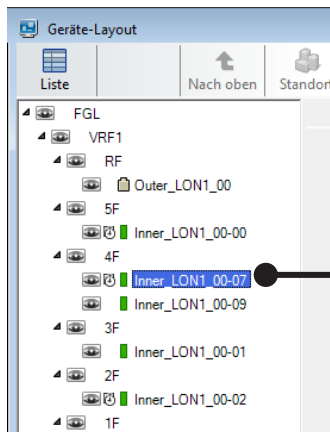 Geräte-Layout
Liste
Nach oben
Standort
FGL
VRF1
RF
Outer_LON1_00
5F
Inner_LON1_00-00
4F
Inner_LON1_00-07
Inner_LON1_00-09
3F
Inner_LON1_00-01
2F
Inner_LON1_00-02
1F